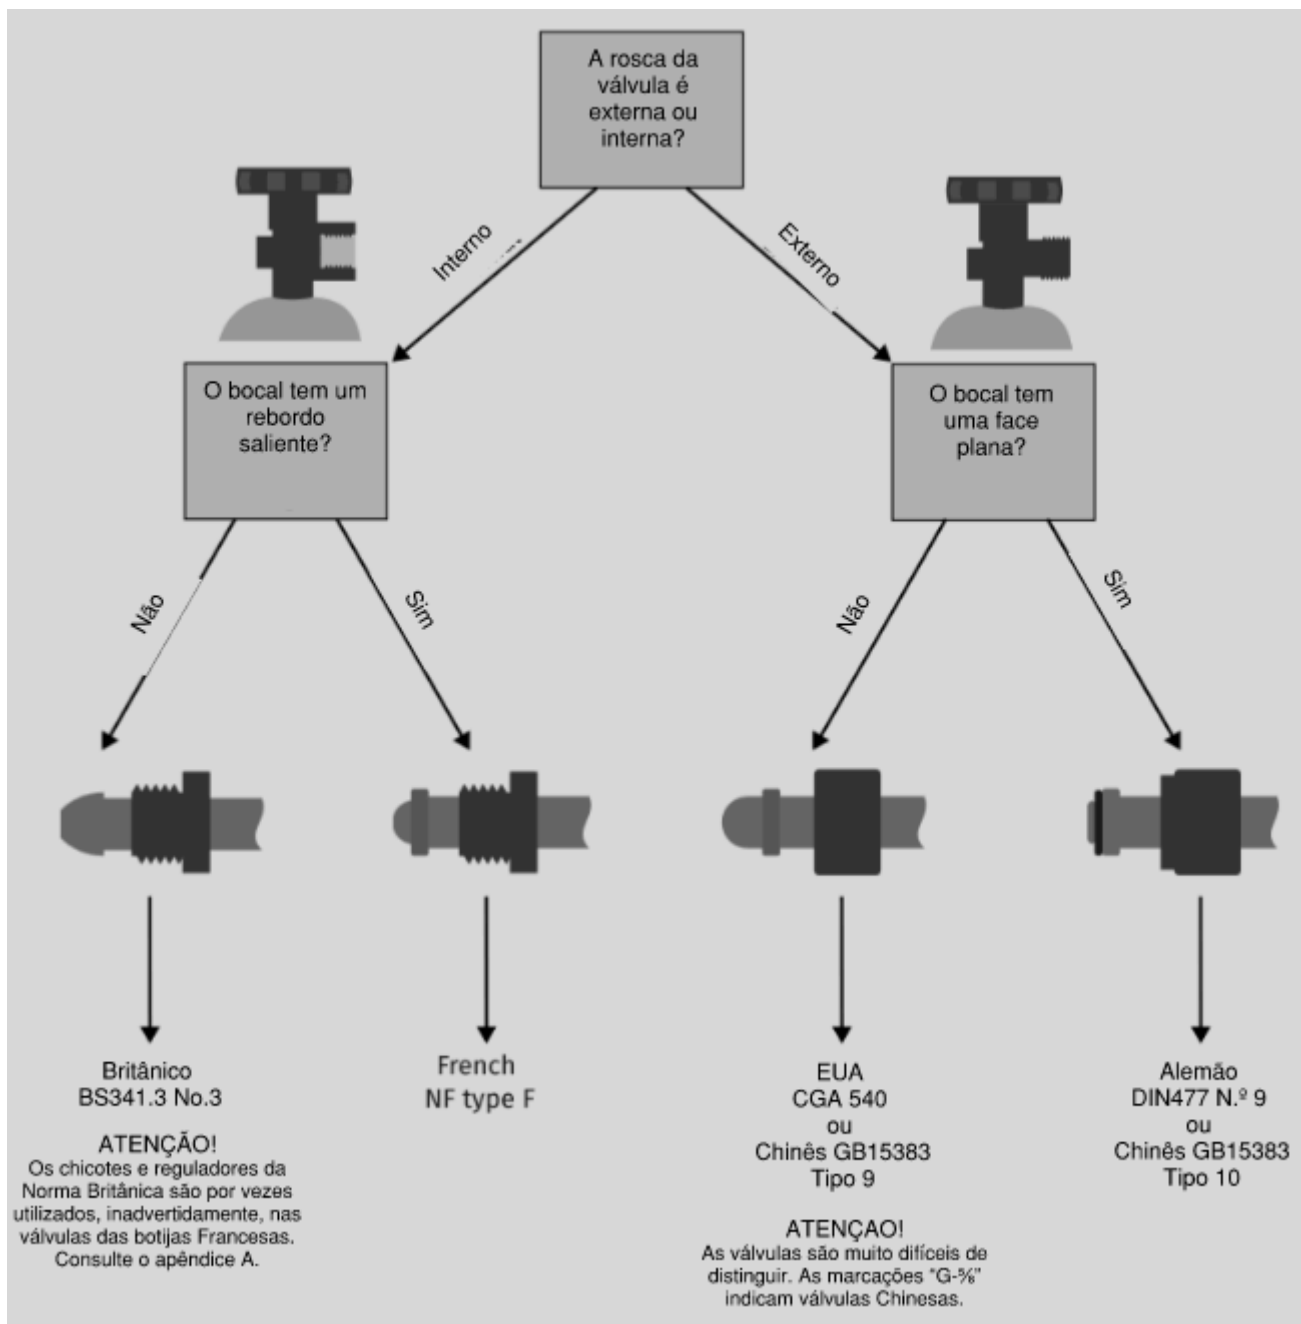 A rosca da
válvula é
externa ou
interna?
Interno
Externo
O bocal tem um
rebordo
saliente?
O bocal tem
uma face
plana?
Não
Sim
Não
Sim
Britânico
BS341.3 No.3
ATENÇÃO!
Os chicotes e reguladores da
Norma Britânica são por vezes
utilizados, inadvertidamente, nas
válvulas das botijas Francesas.
Consulte o apêndice A.
French
NF type F
EUA
CGA 540
ou
Chinês GB15383
Tipo 9
ATENÇAO!
As válvulas são muito difíceis de
distinguir. As marcações “G-⅝”
indicam válvulas Chinesas.
Alemão
DIN477 N.º 9
ou
Chinês GB15383
Tipo 10